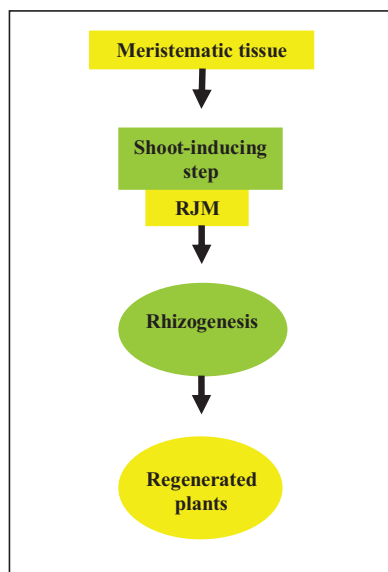 Meristematic tissue
Shoot-inducing
step
RJM
Rhizogenesis
Regenerated
plants